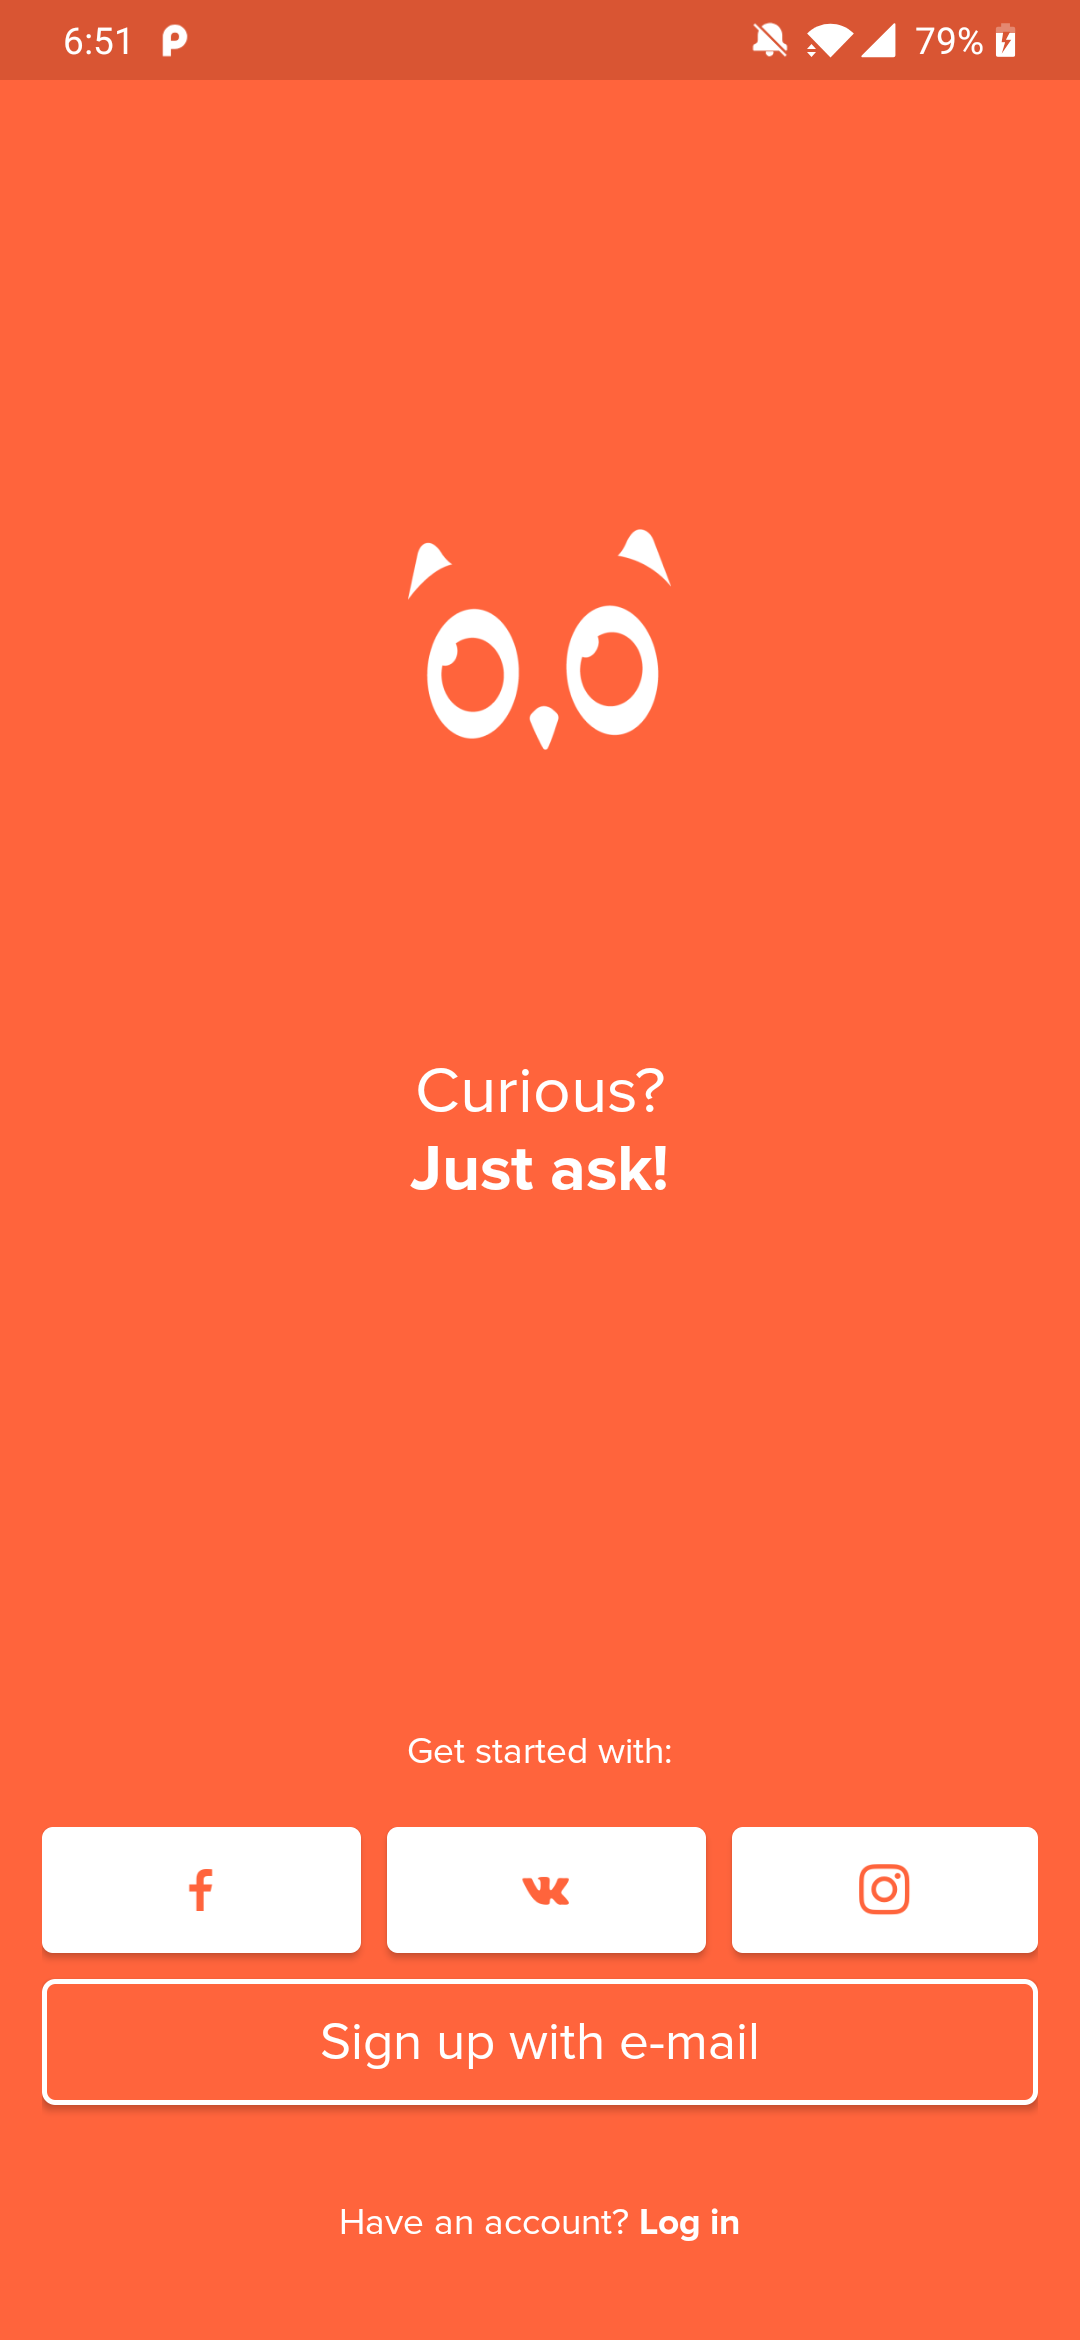 6:51
79%
Curious?
Just ask!
Get started with:
Sign up with e-mail
Have an account? Log in